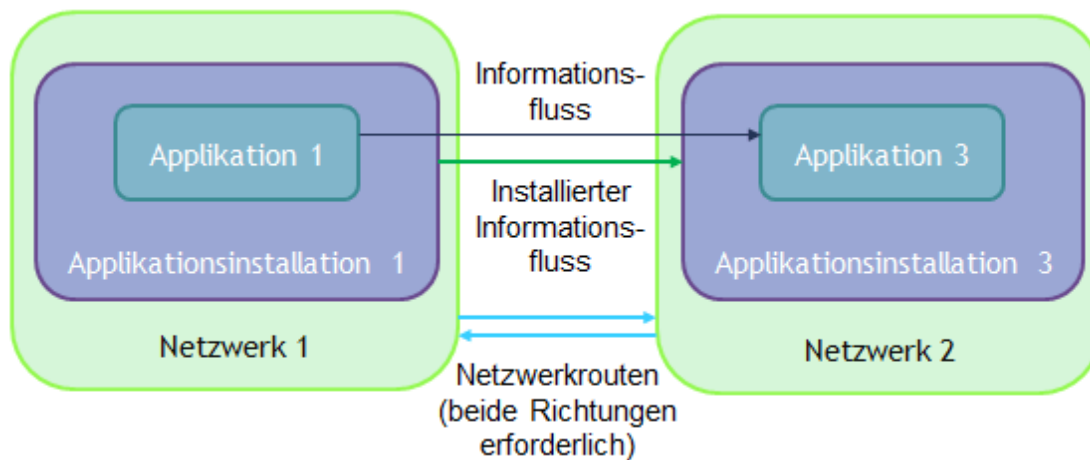 Informations-
fluss
Applikation 1
Applikation 3
Installierter
Informations-
fluss
Applikationsinstallation 1
Applikationsinstallation 3
Netzwerk 1
Netzwerk 2
Netzwerkrouten
(beide Richtungen
erforderlich)